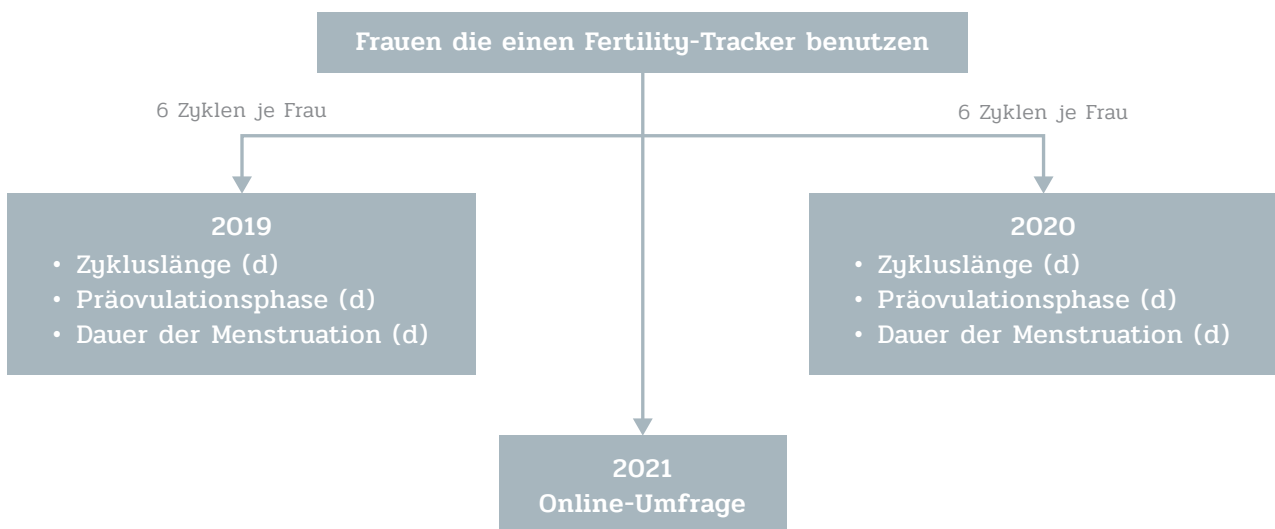 Frauen die einen Fertility-Tracker benutzen
6 Zyklen je Frau
6 Zyklen je Frau
2019
• Zykluslänge (d)
• Präovulationsphase (d)
• Dauer der Menstruation (d)
2020
• Zykluslänge (d)
• Präovulationsphase (d)
• Dauer der Menstruation (d)
2021
Online-Umfrage